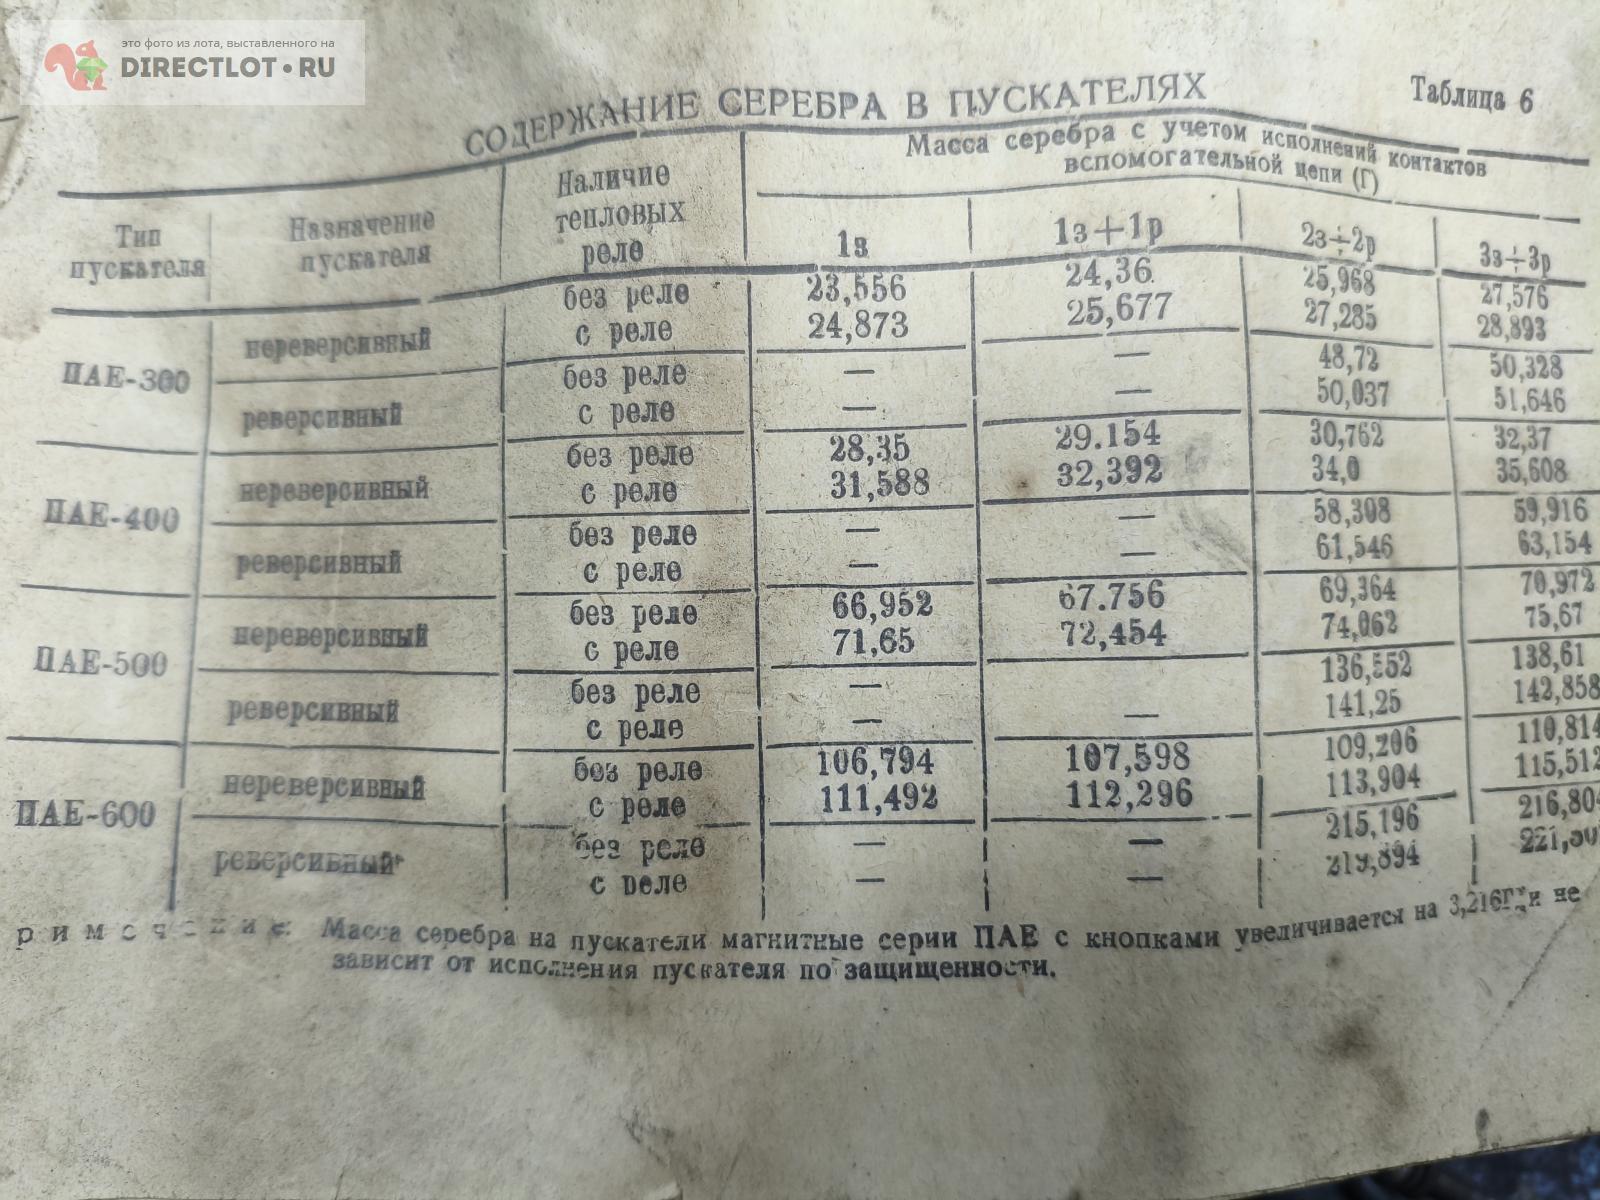 это фото из лота, выставленного на
DIRECTLOT.RU
Таблица 6
СОДЕРЖАНИЕ СЕРЕБРА В ПУСКАТЕЛЯХ
Тип пускателя Назначение пускателя Наличие тепловых реле Масса серебра с учетом исполнений контактов вспомогательной цепи (Г)
1з 1з+1р 2з÷2р 3з÷3р
ПАЕ-300 нереверсивный без реле 23,556 24,36 25,968 27,576
с реле 24,873 25,677 27,285 28,893
реверсивный без реле — — 48,72 50,328
с реле — — 50,037 51,646
ПАЕ-400 нереверсивный без реле 28,35 29.154 30,762 32,37
с реле 31,588 32,392 34,0 35,608
реверсивный без реле — — 58,308 59,916
с реле — — 61,546 63,154
ПАЕ-500 нереверсивный без реле 66,952 67.756 69,364 70,972
с реле 71,65 72,454 74,062 75,67
реверсивный без реле — 136,552 138,61
с реле — — 141,25 142,858
ПАЕ-600 нереверсивный без реле 106,794 107,598 109,206 110,814
с реле 111,492 112,296 113,904 115,512
реверсивный без реле — — 215,196 216,804
с реле — — 219,894
римечание: Масса серебра на пускатели магнитные серии ПАЕ с кнопками увеличивается на 3,216Г и не
зависит от исполнения пускателя по защищенности.